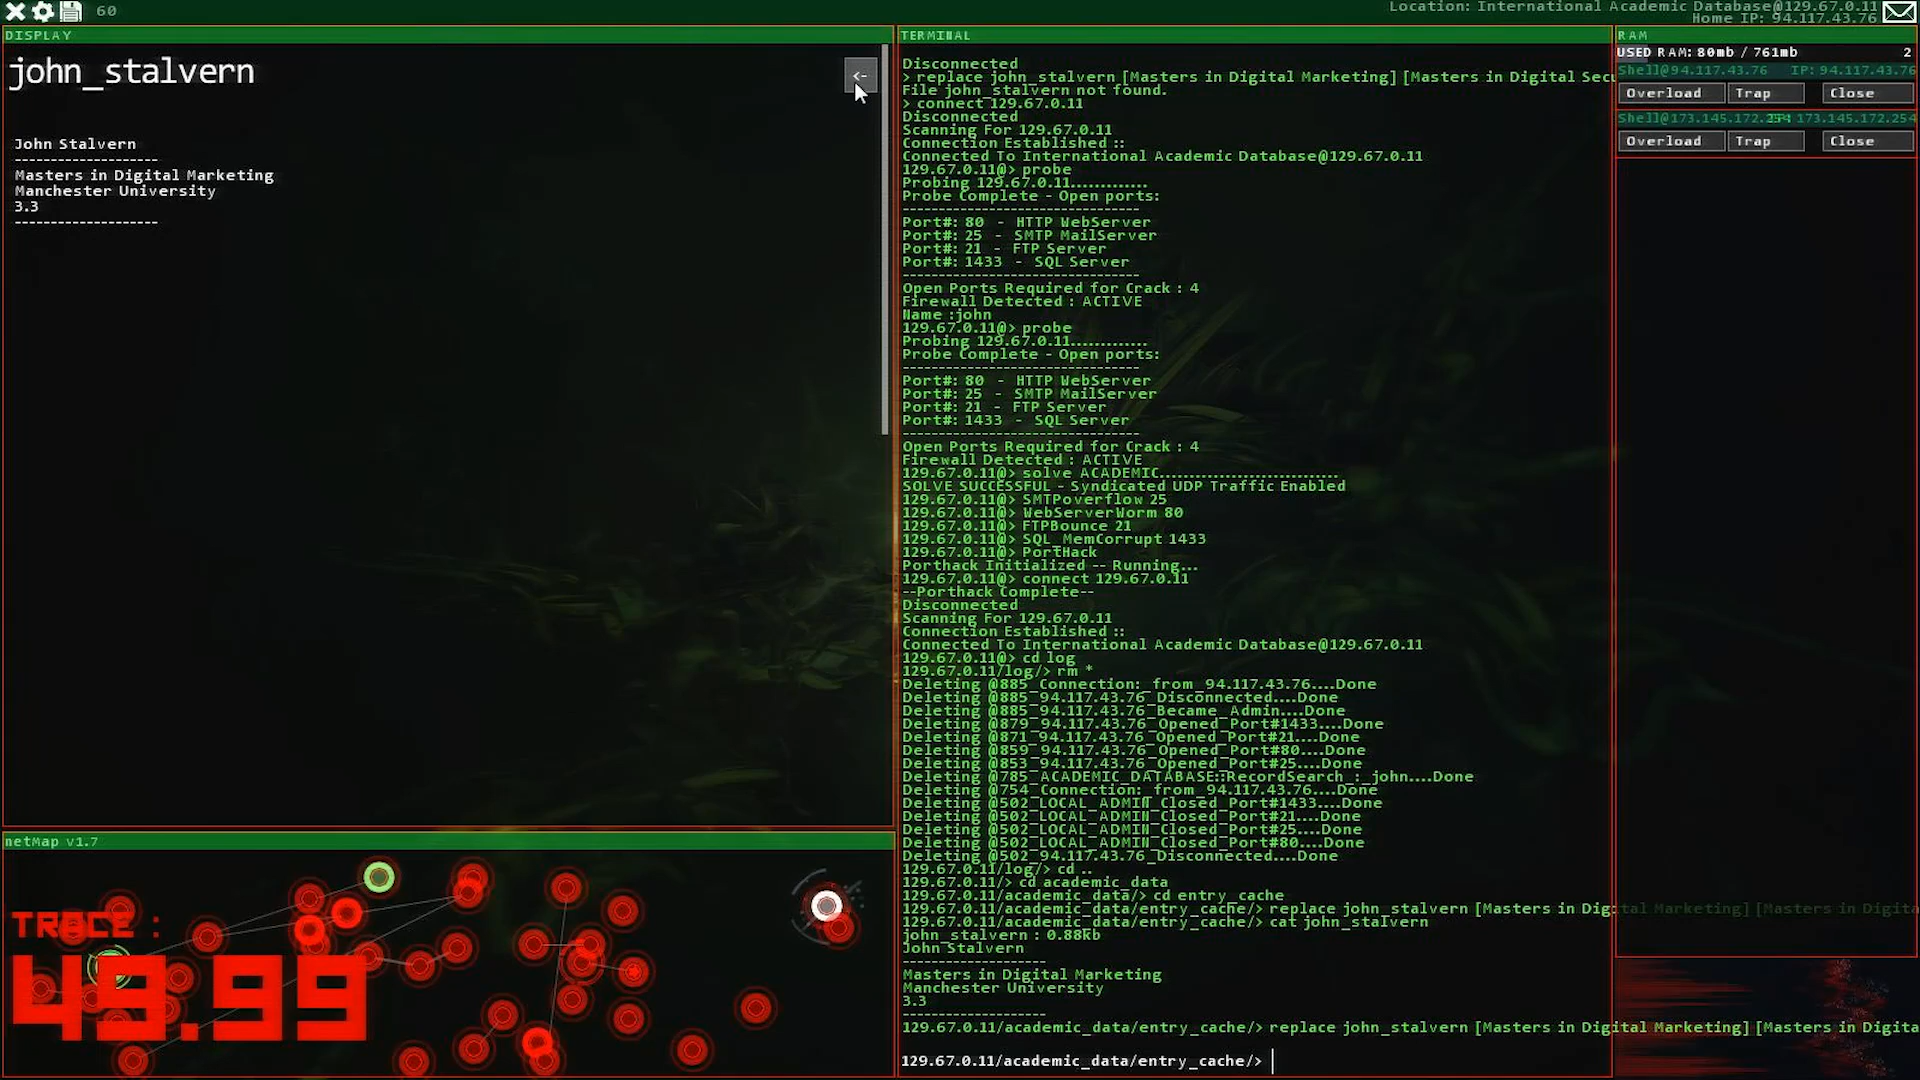 60
Location: International Academic Database@129.67.0.11
Home IP: 94.117.43.76
DISPLAY
john_stalvern
<-
John Stalvern
--------------------
Masters in Digital Marketing
Manchester University
3.3
--------------------
netMap v1.7
TRACE :
49.99
TERMINAL
Disconnected
> replace john_stalvern [Masters in Digital Marketing] [Masters in Digital Secu
File john_stalvern not found.
> connect 129.67.0.11
Disconnected
Scanning For 129.67.0.11
Connection Established ::
Connected To International Academic Database@129.67.0.11
129.67.0.11@> probe
Probing 129.67.0.11.............
Probe Complete - Open ports:
---------------------------------
Port#: 80 - HTTP WebServer
Port#: 25 - SMTP MailServer
Port#: 21 - FTP Server
Port#: 1433 - SQL Server
---------------------------------
Open Ports Required for Crack : 4
Firewall Detected : ACTIVE
Name :john
129.67.0.11@> probe
Probing 129.67.0.11.............
Probe Complete - Open ports:
---------------------------------
Port#: 80 - HTTP WebServer
Port#: 25 - SMTP MailServer
Port#: 21 - FTP Server
Port#: 1433 - SQL Server
---------------------------------
Open Ports Required for Crack : 4
Firewall Detected : ACTIVE
129.67.0.11@> solve ACADEMIC.............................
SOLVE SUCCESSFUL - Syndicated UDP Traffic Enabled
129.67.0.11@> SMTPoverflow 25
129.67.0.11@> WebServerWorm 80
129.67.0.11@> FTPBounce 21
129.67.0.11@> SQL_MemCorrupt 1433
129.67.0.11@> PortHack
Porthack Initialized -- Running...
129.67.0.11@> connect 129.67.0.11
--Porthack Complete--
Disconnected
Scanning For 129.67.0.11
Connection Established ::
Connected To International Academic Database@129.67.0.11
129.67.0.11@> cd log
129.67.0.11/log/> rm *
Deleting @885_Connection:_from_94.117.43.76....Done
Deleting @885_94.117.43.76_Disconnected....Done
Deleting @885_94.117.43.76_Became_Admin....Done
Deleting @879_94.117.43.76_Opened_Port#1433....Done
Deleting @871_94.117.43.76_Opened_Port#21....Done
Deleting @859_94.117.43.76_Opened_Port#80....Done
Deleting @853_94.117.43.76_Opened_Port#25....Done
Deleting @785_ACADEMIC_DATABASE::RecordSearch_:_john....Done
Deleting @754_Connection:_from_94.117.43.76....Done
Deleting @502_LOCAL_ADMIN_Closed_Port#1433....Done
Deleting @502_LOCAL_ADMIN_Closed_Port#21....Done
Deleting @502_LOCAL_ADMIN_Closed_Port#25....Done
Deleting @502_LOCAL_ADMIN_Closed_Port#80....Done
Deleting @502_94.117.43.76_Disconnected....Done
129.67.0.11/log/> cd ..
129.67.0.11/> cd academic_data
129.67.0.11/academic_data/> cd entry_cache
129.67.0.11/academic_data/entry_cache/> replace john_stalvern [Masters in Digital Marketing] [Masters in Digita
129.67.0.11/academic_data/entry_cache/> cat john_stalvern
john_stalvern : 0.88kb
John Stalvern
--------------------
Masters in Digital Marketing
Manchester University
3.3
--------------------
129.67.0.11/academic_data/entry_cache/> replace john_stalvern [Masters in Digital Marketing] [Masters in Digita
129.67.0.11/academic_data/entry_cache/>
RAM
USED RAM: 80mb / 761mb 2
Shell@94.117.43.76 IP: 94.117.43.76
Overload Trap Close
Shell@173.145.172.254 173.145.172.254
Overload Trap Close